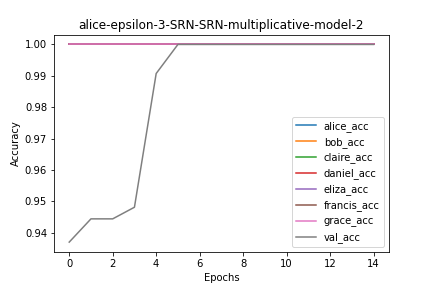 alice-epsilon-3-SRN-SRN-multiplicative-model-2
1.00
0.99
0.98
0.97
0.96
0.95
0.94
Accuracy
alice_acc
bob_acc
claire_acc
daniel_acc
eliza_acc
francis_acc
grace_acc
val_acc
0 2 4 6 8 10 12 14
Epochs